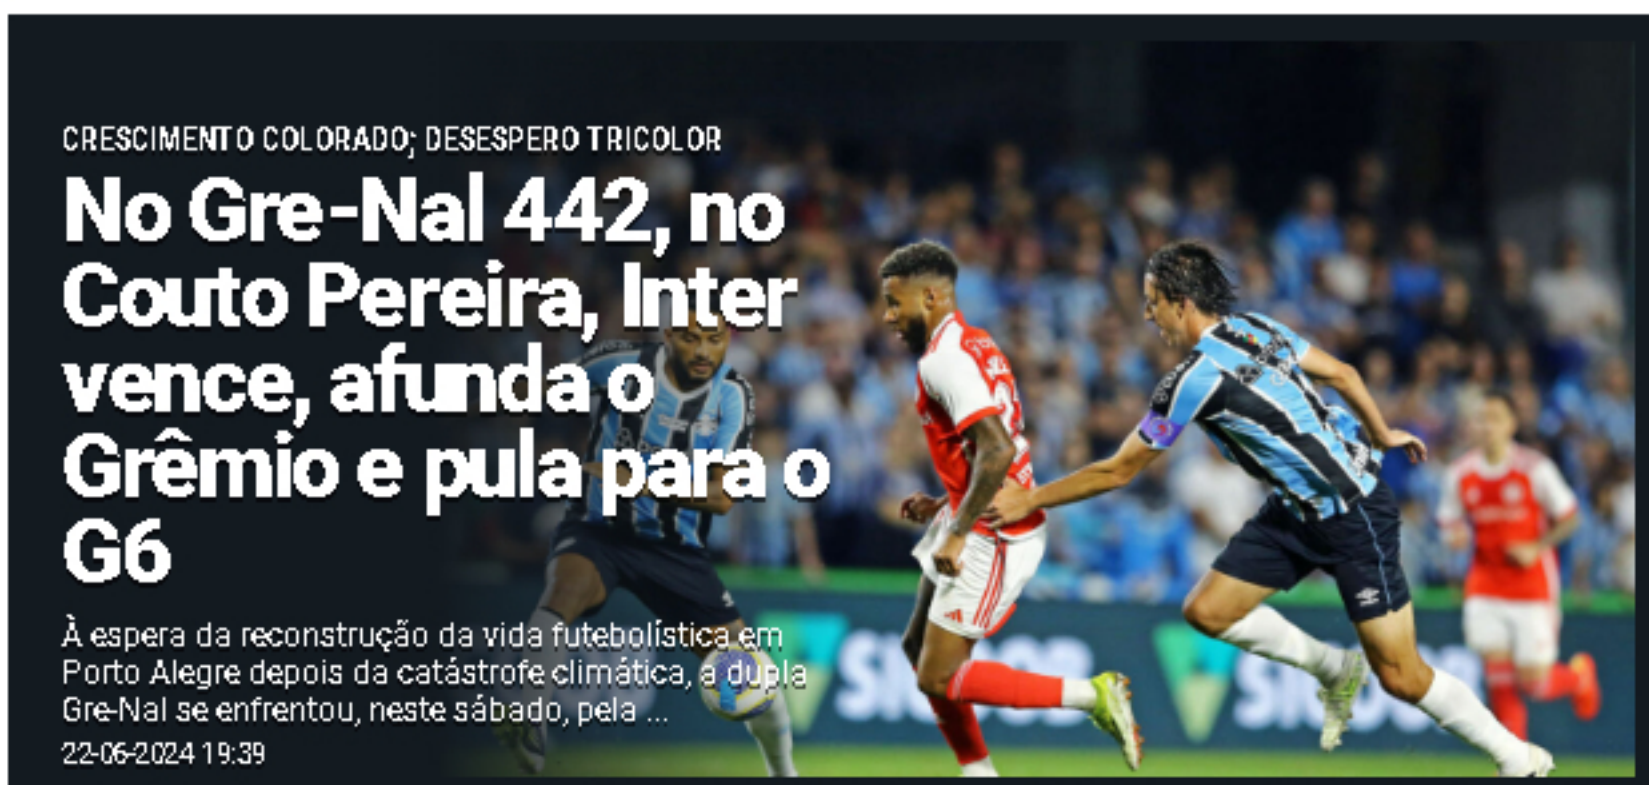 CRESCIMENTO COLORADO; DESESPERO TRICOLOR
No Gre-Nal 442, no
Couto Pereira, Inter
vence, afunda o
Grêmio e pula para o
G6
À espera da reconstrução da vida futebolística em
Porto Alegre depois da catástrofe climática, a dupla
Gre-Nal se enfrentou, neste sábado, pela ...
22-06-2024 19:39